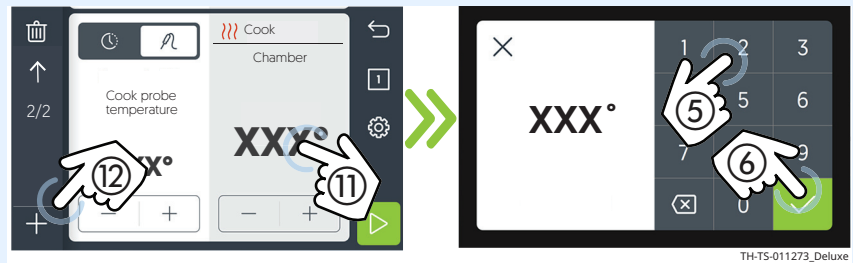 Cook
Chamber
Cook probe
temperature
2/2
1
XXX°
XX°
12
11
- +
- +
+
XXX°
1 2 3
5 6
7 9
0
5
6
TH-TS-011273_Deluxe